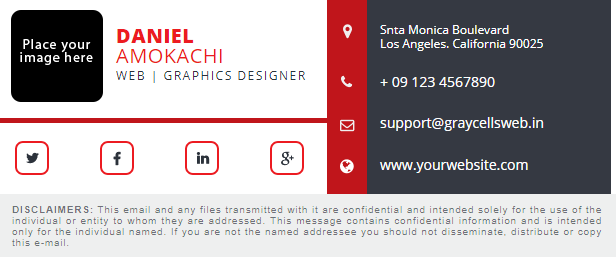 Place your
image here
DANIEL
AMOKACHI
WEB | GRAPHICS DESIGNER
Snta Monica Boulevard
Los Angeles. California 90025
+ 09 123 4567890
support@graycellsweb.in
www.yourwebsite.com
f
in
g+
DISCLAIMERS: This email and any files transmitted with it are confidential and intended solely for the use of the
individual or entity to whom they are addressed. This message contains confidential information and is intended
only for the individual named. If you are not the named addressee you should not disseminate, distribute or copy
this e-mail.